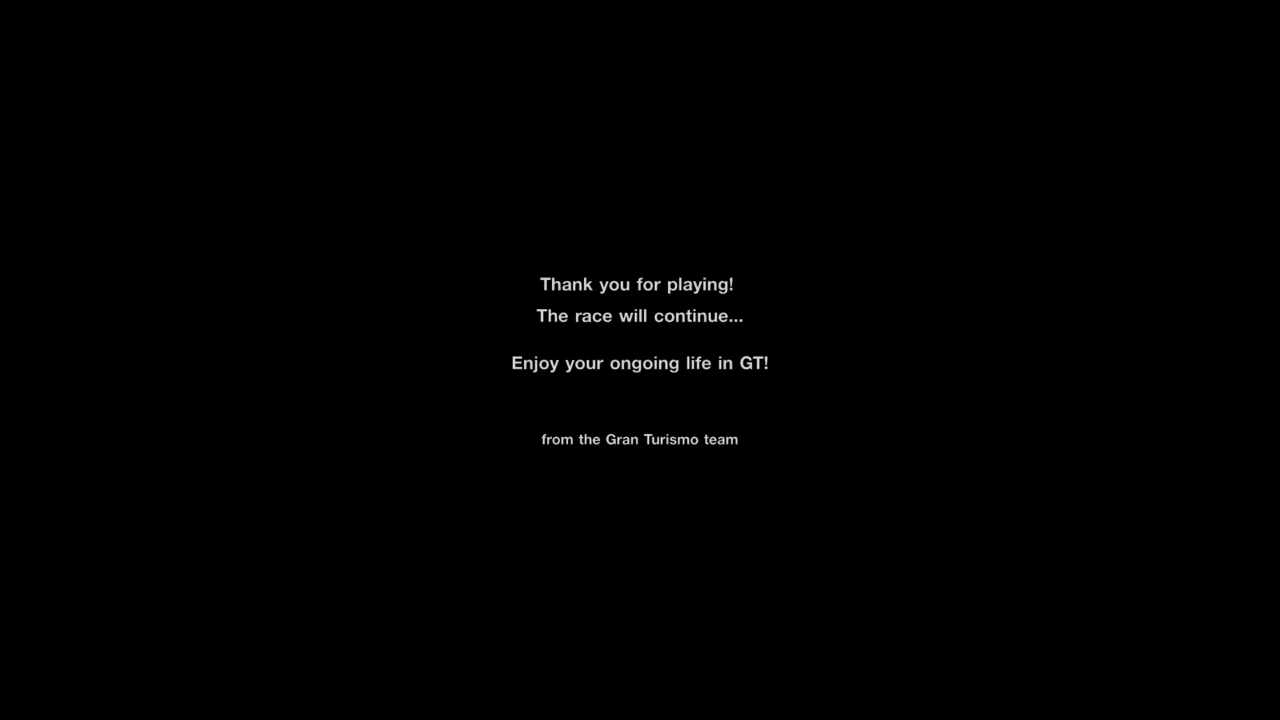 Thank you for playing!
The race will continue...
Enjoy your ongoing life in GT!
from the Gran Turismo team